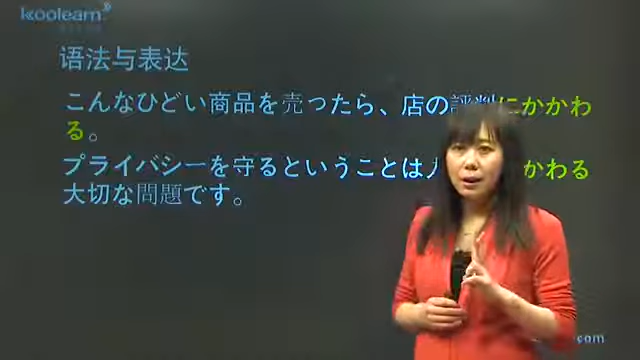 koolearn
语法与表达
こんなひどい商品を売ったら、店の評判にかかわ
る。
プライバシーを守るということは人 かわる
大切な問題です。
.com